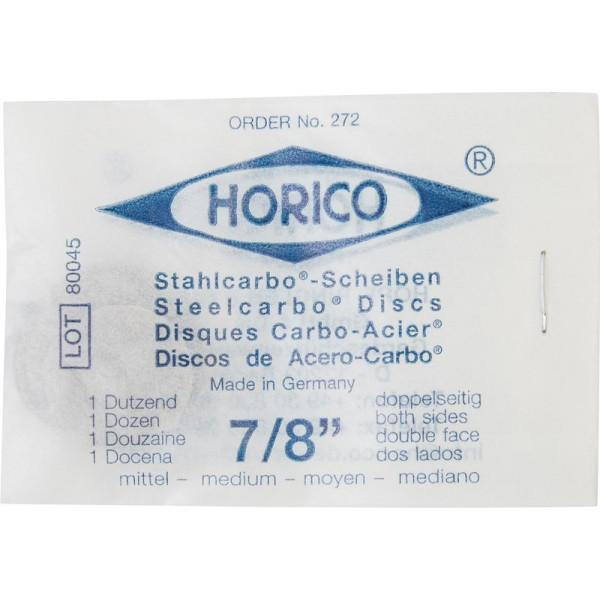 ORDER No. 272
HORICO
®
LOT 80045
Stahlcarbo®-Scheiben
Steelcarbo® Discs
Disques Carbo-Acier®
Discos de Acero-Carbo®
Made in Germany
1 Dutzend
1 Dozen
1 Douzaine
1 Docena
7/8”
doppelseitig
both sides
double face
dos lados
mittel – medium – moyen – mediano